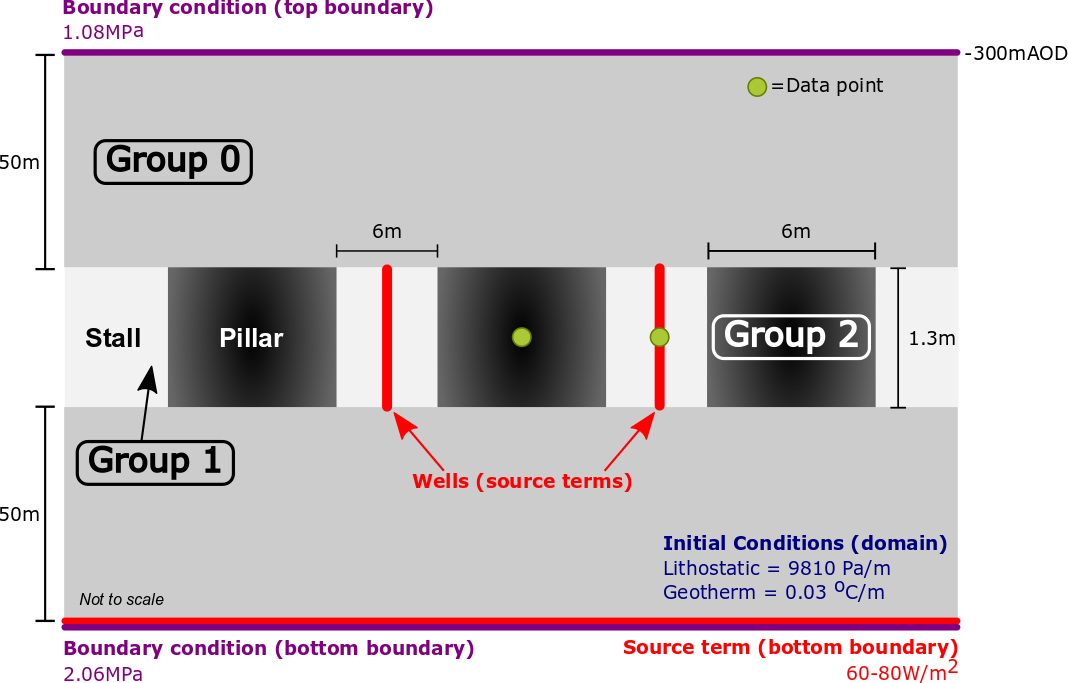 Boundary condition (top boundary)
1.08MPa
-300mAOD
=Data point
Group 0
50m
6m
6m
Stall
Pillar
Group 2
1.3m
Group 1
Wells (source terms)
50m
Initial Conditions (domain)
Lithostatic = 9810 Pa/m
Geotherm = 0.03 °C/m
Not to scale
Boundary condition (bottom boundary)
2.06MPa
Source term (bottom boundary)
60-80W/m²